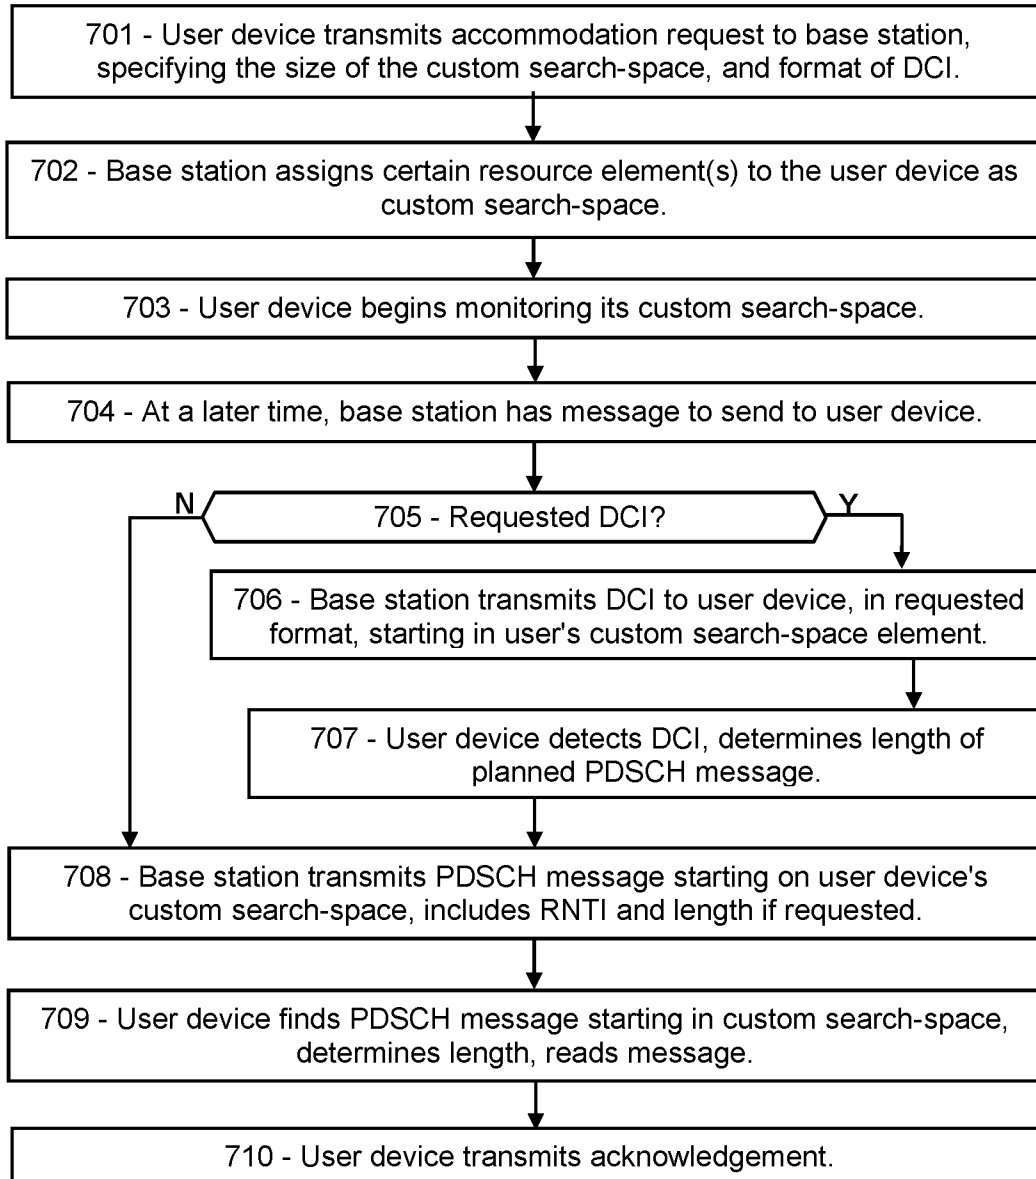 701 - User device transmits accommodation request to base station,
specifying the size of the custom search-space, and format of DCI.
702 - Base station assigns certain resource element(s) to the user device as
custom search-space.
703 - User device begins monitoring its custom search-space.
704 - At a later time, base station has message to send to user device.
N
705 - Requested DCI?
Y
706 - Base station transmits DCI to user device, in requested
format, starting in user's custom search-space element.
707 - User device detects DCI, determines length of
planned PDSCH message.
708 - Base station transmits PDSCH message starting on user device's
custom search-space, includes RNTI and length if requested.
709 - User device finds PDSCH message starting in custom search-space,
determines length, reads message.
710 - User device transmits acknowledgement.